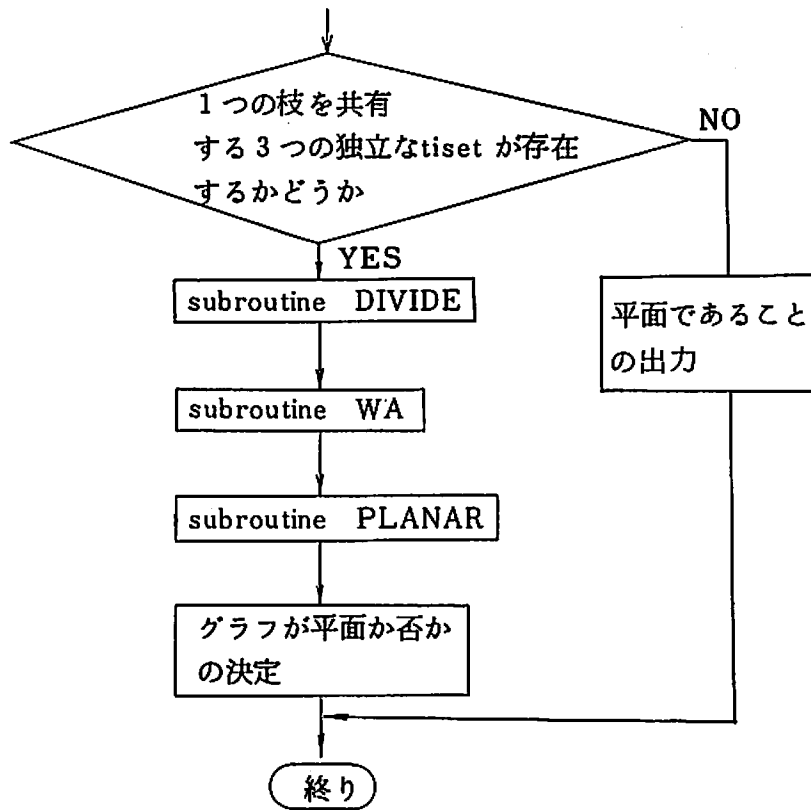 1つの枝を共有
する3つの独立なtiset が存在
するかどうか
NO
YES
subroutine DIVIDE
平面であること
の出力
subroutine WA
subroutine PLANAR
グラフが平面か否か
の決定
終り